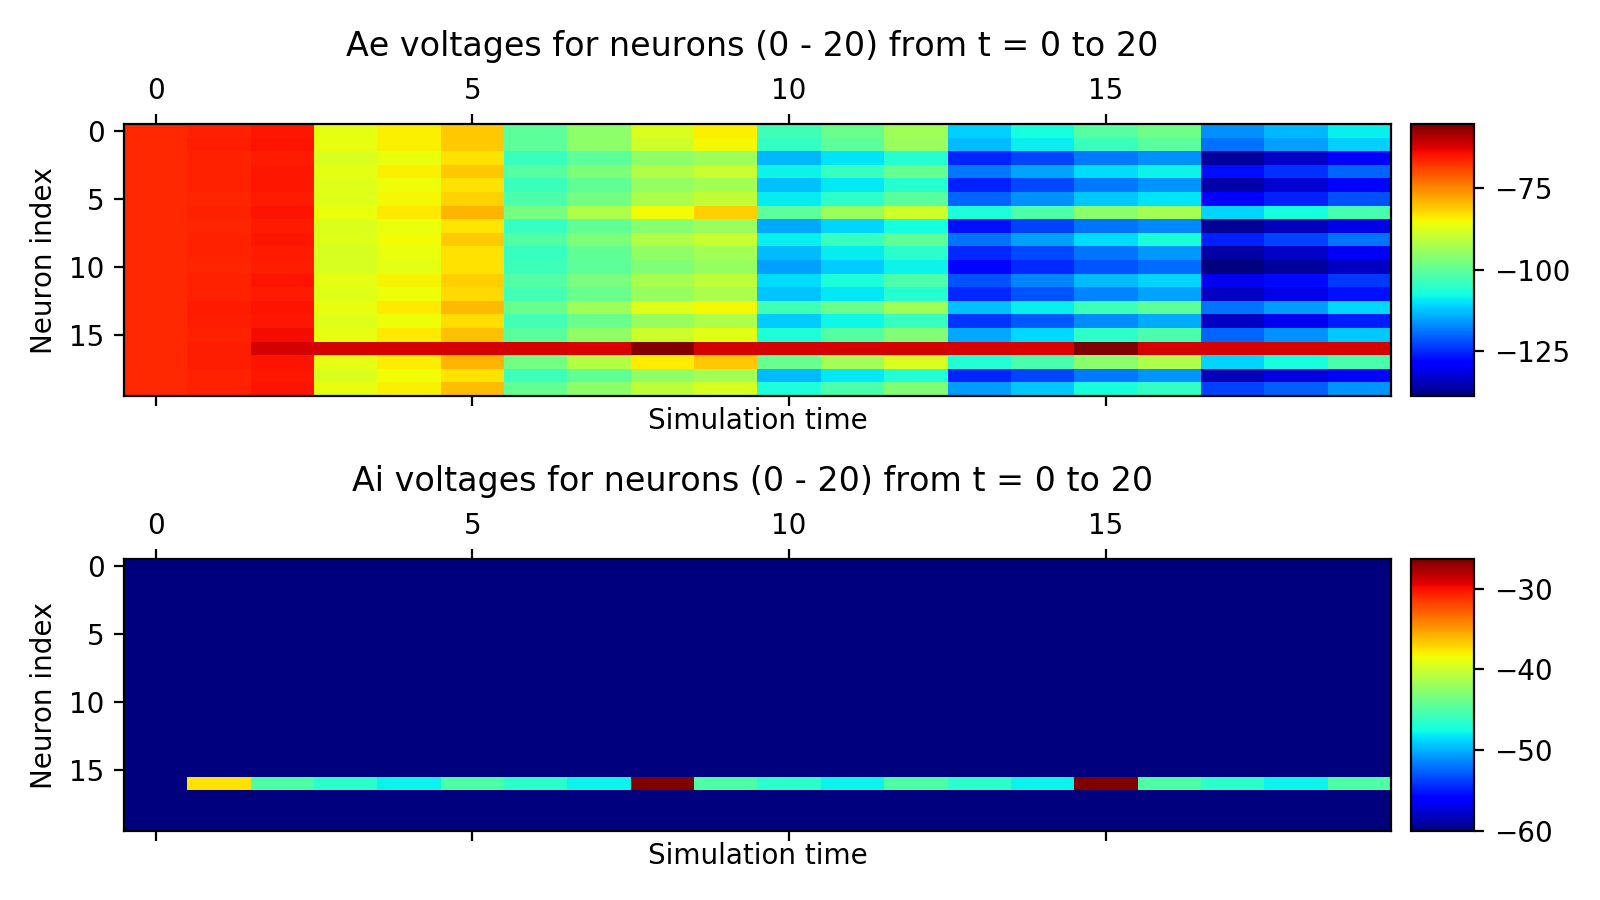 Ae voltages for neurons (0 - 20) from t = 0 to 20
0 5 10 15
Neuron index
0
5
10
15
Simulation time
−75
−100
−125
Ai voltages for neurons (0 - 20) from t = 0 to 20
0 5 10 15
Neuron index
0
5
10
15
Simulation time
−30
−40
−50
−60